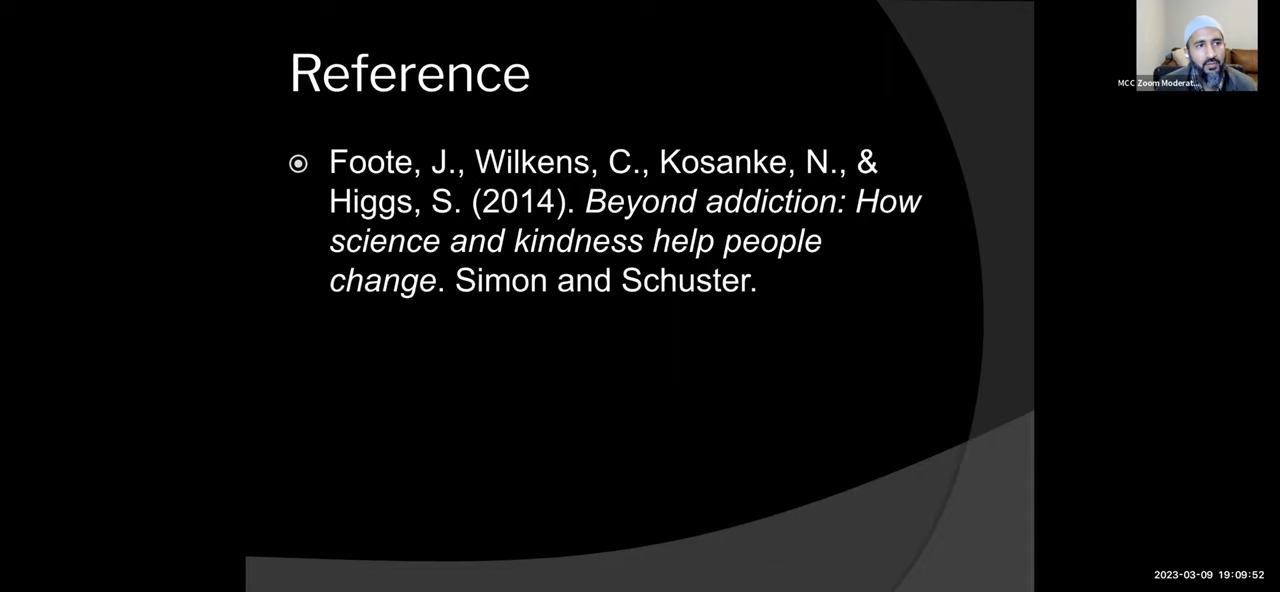 Reference
Foote, J., Wilkens, C., Kosanke, N., &
Higgs, S. (2014). Beyond addiction: How
science and kindness help people
change. Simon and Schuster.
MCC Zoom Moderat...
2023-03-09 19:09:52